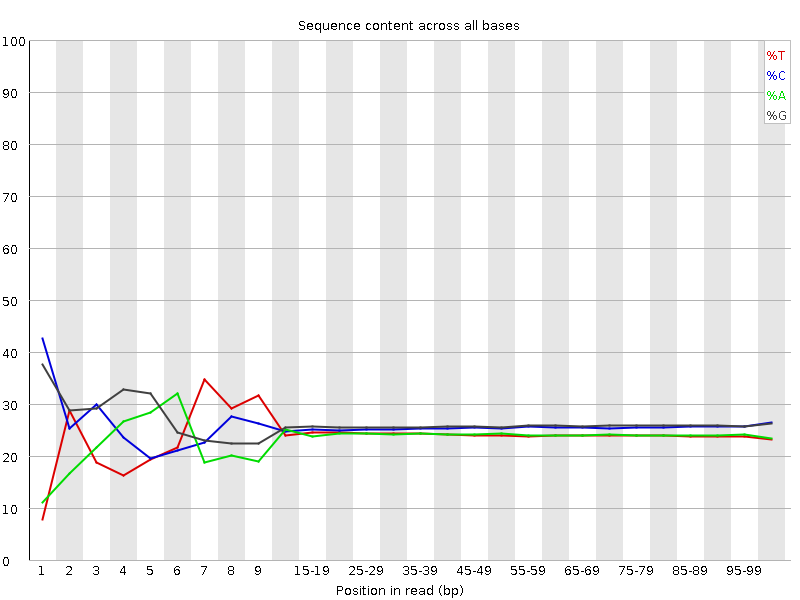 Sequence content across all bases
100
90
80
70
60
50
40
30
20
10
0
%T
%C
%A
%G
1 2 3 4 5 6 7 8 9 15-19 25-29 35-39 45-49 55-59 65-69 75-79 85-89 95-99
Position in read (bp)